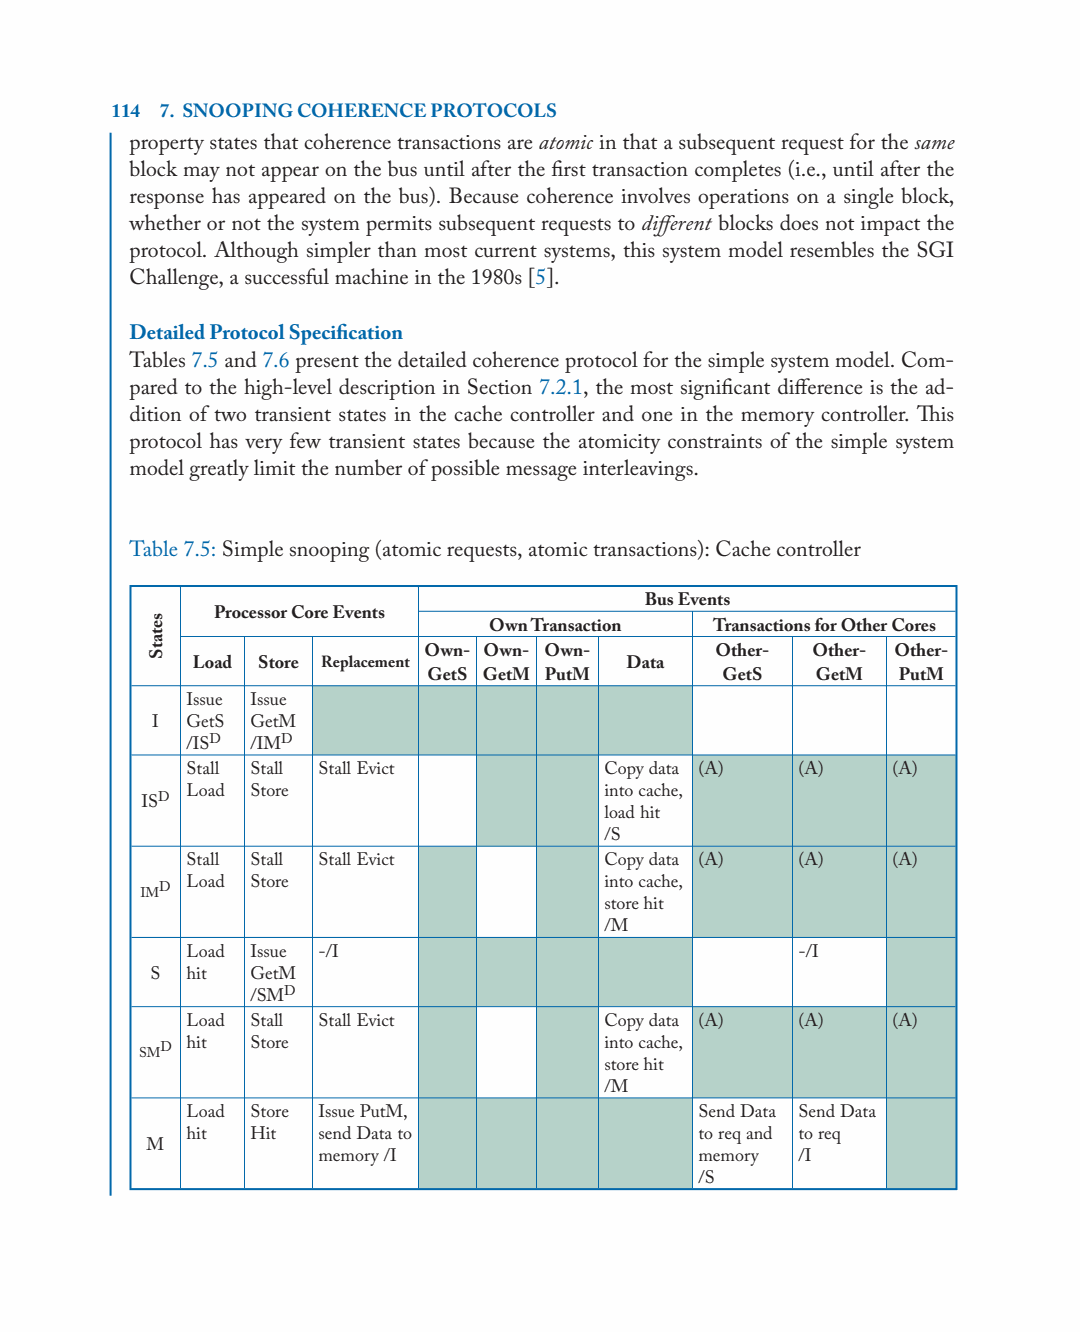 114 7. SNOOPING COHERENCE PROTOCOLS
property states that coherence transactions are atomic in that a subsequent request for the same
block may not appear on the bus until after the first transaction completes (i.e., until after the
response has appeared on the bus). Because coherence involves operations on a single block,
whether or not the system permits subsequent requests to different blocks does not impact the
protocol. Although simpler than most current systems, this system model resembles the SGI
Challenge, a successful machine in the 1980s [5].
Detailed Protocol Specification
Tables 7.5 and 7.6 present the detailed coherence protocol for the simple system model. Com-
pared to the high-level description in Section 7.2.1, the most significant difference is the ad-
dition of two transient states in the cache controller and one in the memory controller. This
protocol has very few transient states because the atomicity constraints of the simple system
model greatly limit the number of possible message interleavings.
Table 7.5: Simple snooping (atomic requests, atomic transactions): Cache controller
States
Processor Core Events
Bus Events
Own Transaction
Transactions for Other Cores
Load
Store
Replacement
Own-
GetS
Own-
GetM
Own-
PutM
Data
Other-
GetS
Other-
GetM
Other-
PutM
I
Issue
GetS
/ISD
Issue
GetM
/IMD
ISD
Stall
Load
Stall
Store
Stall Evict
Copy data
into cache,
load hit
/S
(A)
(A)
(A)
IMD
Stall
Load
Stall
Store
Stall Evict
Copy data
into cache,
store hit
/M
(A)
(A)
(A)
S
Load
hit
Issue
GetM
/SMD
-/I
-/I
SMD
Load
hit
Stall
Store
Stall Evict
Copy data
into cache,
store hit
/M
(A)
(A)
(A)
M
Load
hit
Store
Hit
Issue PutM,
send Data to
memory /I
Send Data
to req and
memory
/S
Send Data
to req
/I